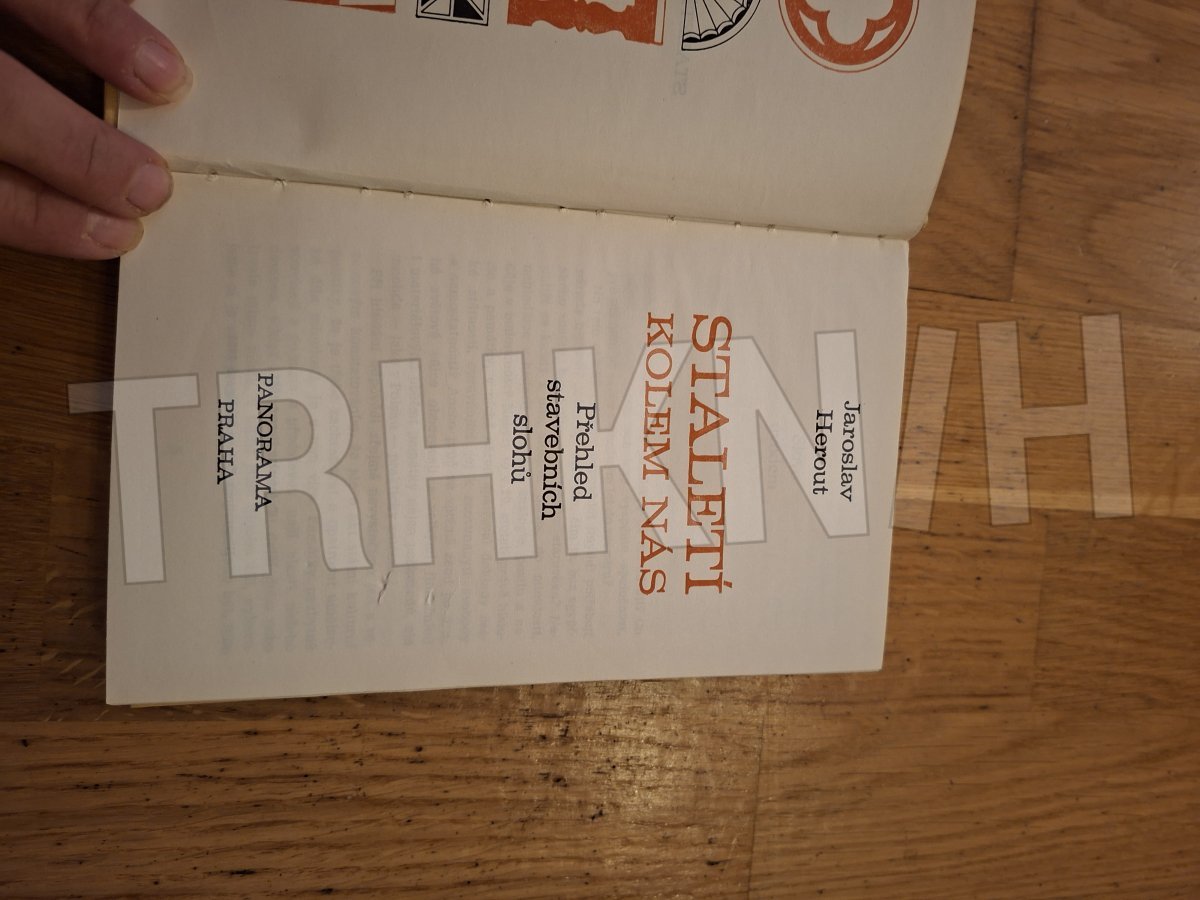 Jaroslav
Herout
STALETÍ
KOLEM NÁS
Přehled
stavebních
slohů
PANORAMA
PRAHA
TRHKNIH